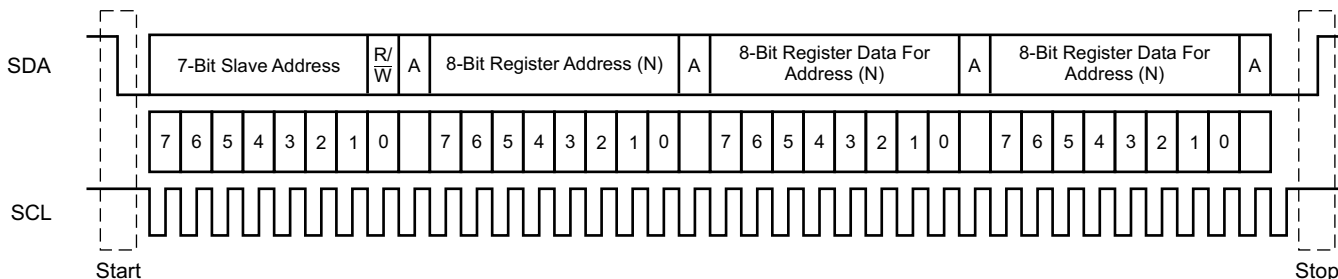 SDA
7-Bit Slave Address
R/
W
A
8-Bit Register Address (N)
A
8-Bit Register Data For
Address (N)
A
8-Bit Register Data For
Address (N)
A
7 6 5 4 3 2 1 0 7 6 5 4 3 2 1 0 7 6 5 4 3 2 1 0 7 6 5 4 3 2 1 0
SCL
Start
Stop